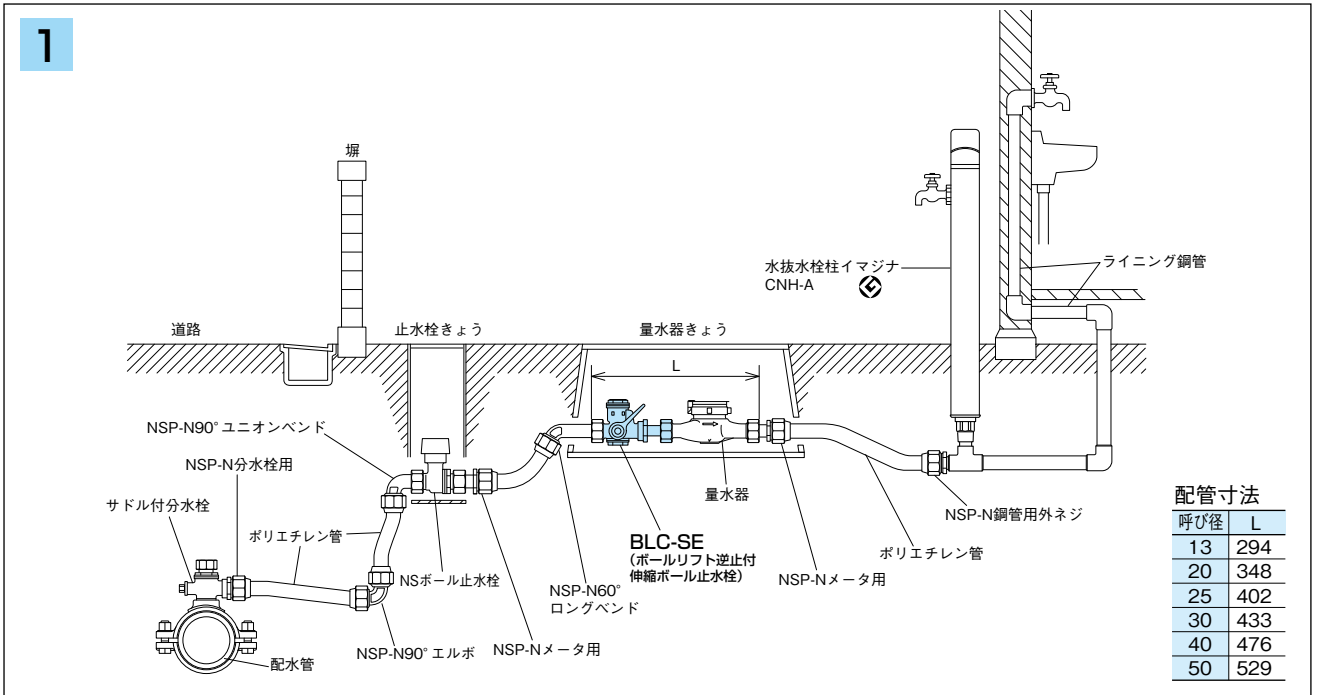 1
塀
水抜水栓柱イマジナ
CNH-A
ライニング鋼管
道路
止水栓きょう
量水器きょう
L
NSP-N90°ユニオンベンド
NSP-N分水栓用
サドル付分水栓
ポリエチレン管
NSボール止水栓
BLC-SE
(ボールリフト逆止付
伸縮ボール止水栓)
量水器
NSP-N60°
ロングベンド
NSP-Nメータ用
ポリエチレン管
NSP-N鋼管用外ネジ
配水管
NSP-N90°エルボ
NSP-Nメータ用
配管寸法
呼び径 L
13 294
20 348
25 402
30 433
40 476
50 529